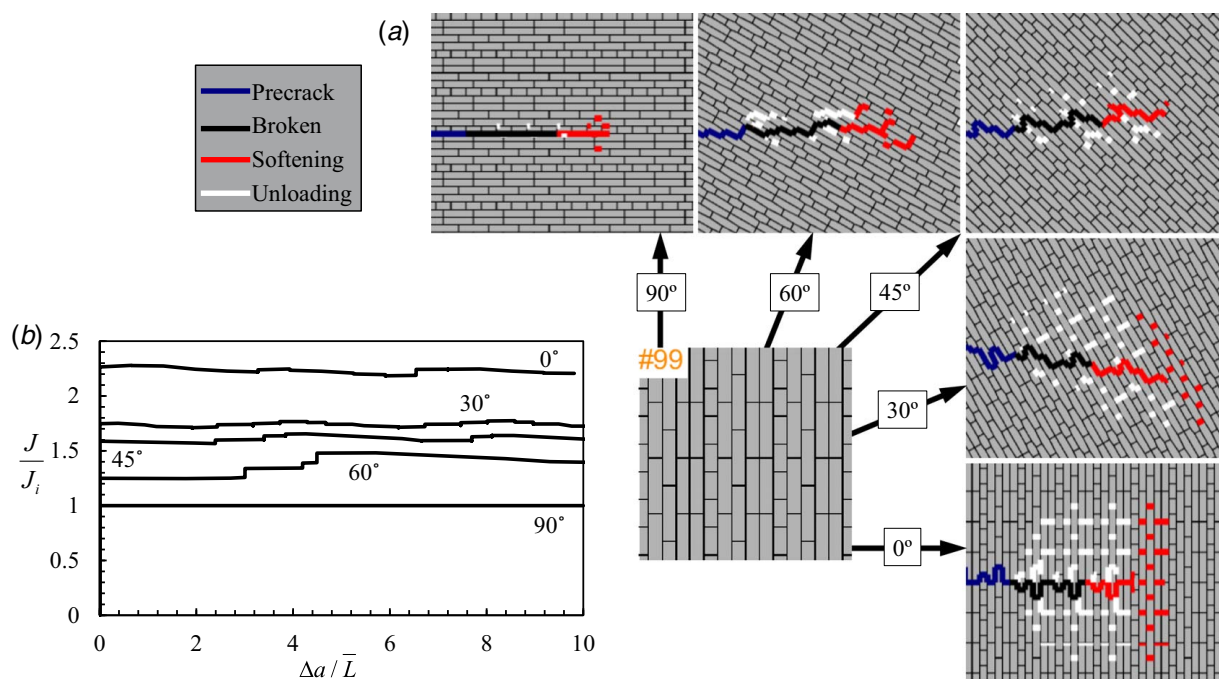 (a)
Precrack
Broken
Softening
Unloading
90º
60º
45º
30º
0º
#99
(b)
2.5
2
1.5
1
0.5
0
J
J_i
0˚
30˚
45˚
60˚
90˚
0
2
4
6
8
10
Δa / L̅